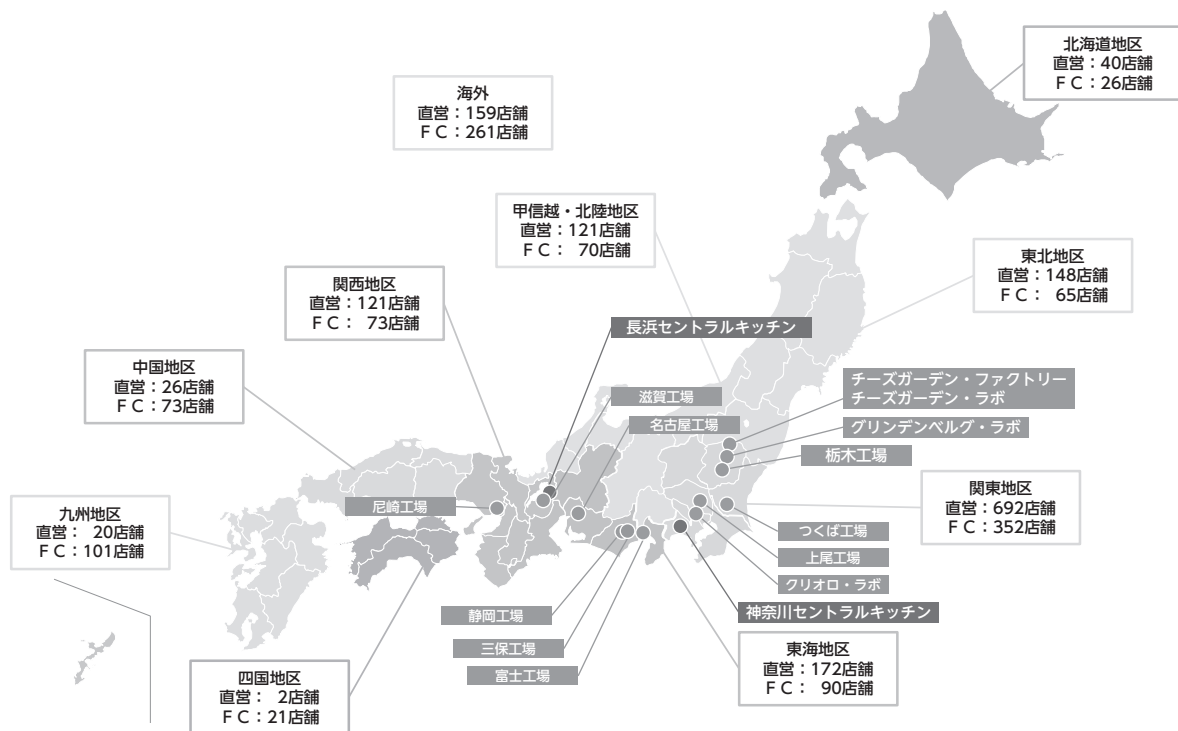 北海道地区
直営：40店舗
ＦＣ：26店舗
海外
直営：159店舗
ＦＣ：261店舗
甲信越・北陸地区
直営：121店舗
ＦＣ： 70店舗
東北地区
直営：148店舗
ＦＣ： 65店舗
関西地区
直営：121店舗
ＦＣ： 73店舗
長浜セントラルキッチン
中国地区
直営：26店舗
ＦＣ：73店舗
チーズガーデン・ファクトリー
チーズガーデン・ラボ
滋賀工場
名古屋工場
グリンデンベルグ・ラボ
栃木工場
関東地区
直営：692店舗
ＦＣ：352店舗
九州地区
直営： 20店舗
ＦＣ：101店舗
尼崎工場
つくば工場
上尾工場
クリオロ・ラボ
静岡工場
神奈川セントラルキッチン
三保工場
富士工場
東海地区
直営：172店舗
ＦＣ： 90店舗
四国地区
直営： 2店舗
ＦＣ：21店舗